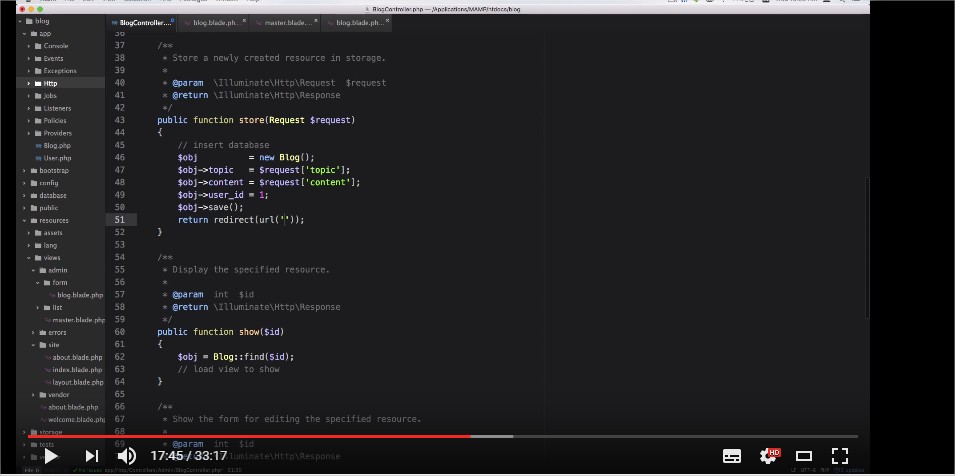 BlogController.php — /Applications/MAMP/htdocs/blog
blog
app
Console
Events
Exceptions
Http
Jobs
Listeners
Policies
Providers
Blog.php
User.php
bootstrap
config
database
public
resources
assets
lang
views
admin
form
blog.blade.php
list
master.blade.php
errors
site
about.blade.php
index.blade.php
layout.blade.php
vendor
about.blade.php
welcome.blade.php
storage
tests
BlogController....
blog.blade.ph...
master.blade....
blog.blade.ph...
36
37 /**
38 * Store a newly created resource in storage.
39 *
40 * @param \Illuminate\Http\Request $request
41 * @return \Illuminate\Http\Response
42 */
43 public function store(Request $request)
44 {
45 // insert database
46 $obj = new Blog();
47 $obj->topic = $request['topic'];
48 $obj->content = $request['content'];
49 $obj->user_id = 1;
50 $obj->save();
51 return redirect(url(''));
52 }
53
54 /**
55 * Display the specified resource.
56 *
57 * @param int $id
58 * @return \Illuminate\Http\Response
59 */
60 public function show($id)
61 {
62 $obj = Blog::find($id);
63 // load view to show
64 }
65
66 /**
67 * Show the form for editing the specified resource.
68 *
69 * @param int $id
70 * @return \Illuminate\Http\Response
17:45 / 33:17
HD